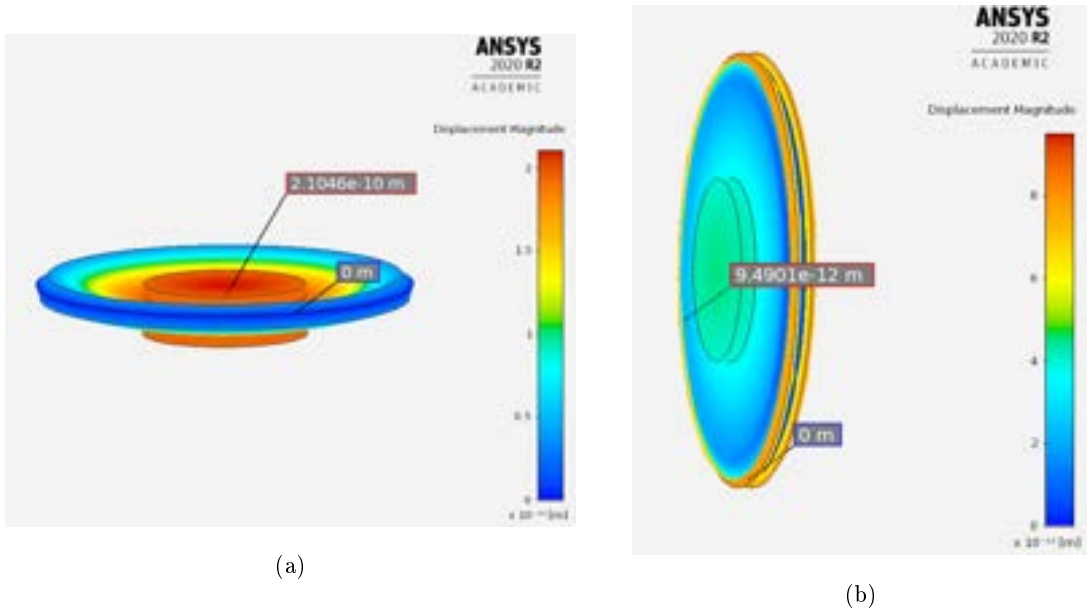 ANSYS
2020 R2
ACADEMIC
Displacement Magnitude
2
2.1046e-10 m
1.5
0 m
1
0.5
0
(a)
ANSYS
2020 R2
ACADEMIC
Displacement Magnitude
8
6
9.4901e-12 m
4
0 m
2
0
(b)